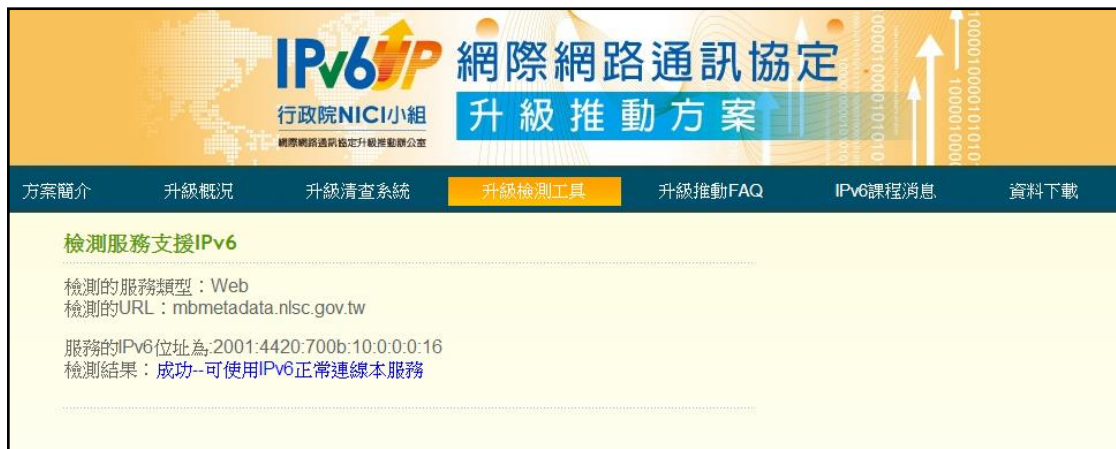 IPv6UP 網際網路通訊協定
行政院NICI小組 升級推動方案
網際網路通訊協定升級推動辦公室
方案簡介 升級概況 升級清查系統 升級檢測工具 升級推動FAQ IPv6課程消息 資料下載
檢測服務支援IPv6
檢測的服務類型：Web
檢測的URL：mbmetadata.nlsc.gov.tw
服務的IPv6位址為:2001:4420:700b:10:0:0:0:16
檢測結果：成功--可使用IPv6正常連線本服務